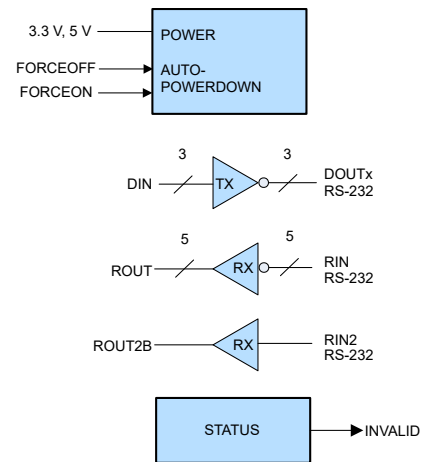 3.3 V, 5 V
POWER
FORCEOFF
AUTO-
POWERDOWN
FORCEON
3
3
DIN
TX
DOUTx
RS-232
5
5
ROUT
RX
RIN
RS-232
ROUT2B
RX
RIN2
RS-232
STATUS
INVALID